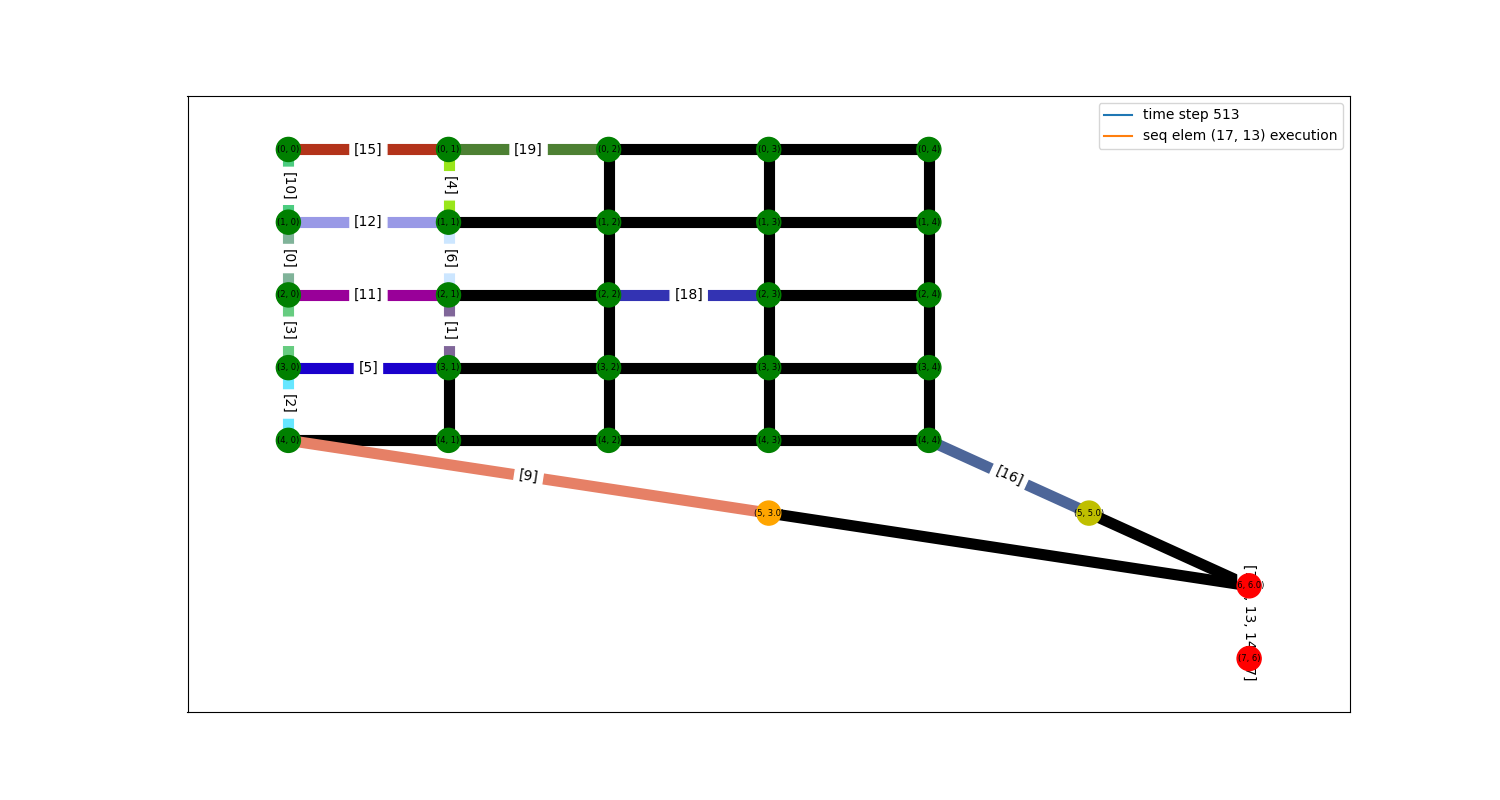 time step 513
seq elem (17, 13) execution
(0, 0) [15] (0, 1) [19] (0, 2) (0, 3) (0, 4)
[10] [4]
(1, 0) [12] (1, 1) (1, 2) (1, 3) (1, 4)
[0] [6]
(2, 0) [11] (2, 1) (2, 2) [18] (2, 3) (2, 4)
[3] [1]
(3, 0) [5] (3, 1) (3, 2) (3, 3) (3, 4)
[2]
(4, 0) (4, 1) (4, 2) (4, 3) (4, 4)
[9] [16]
(5, 3.0) (5, 5.0)
(6, 6.0)
13,
(7, 6)